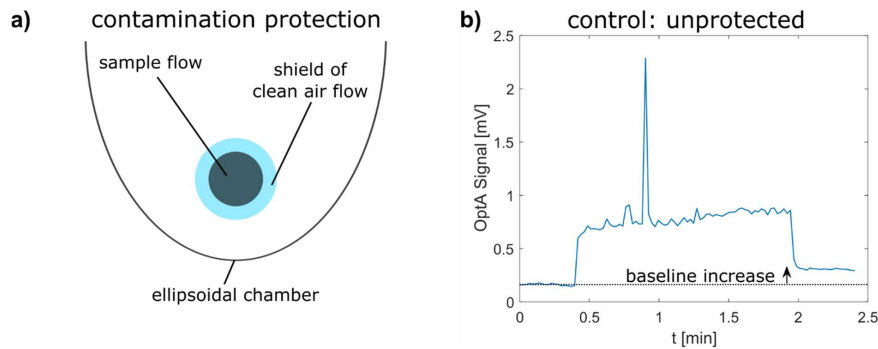 a)
contamination protection
sample flow
shield of
clean air flow
ellipsoidal chamber
b)
control: unprotected
OptA Signal [mV]
2.5
2
1.5
1
0.5
0
baseline increase
0
0.5
1
1.5
2
2.5
t [min]